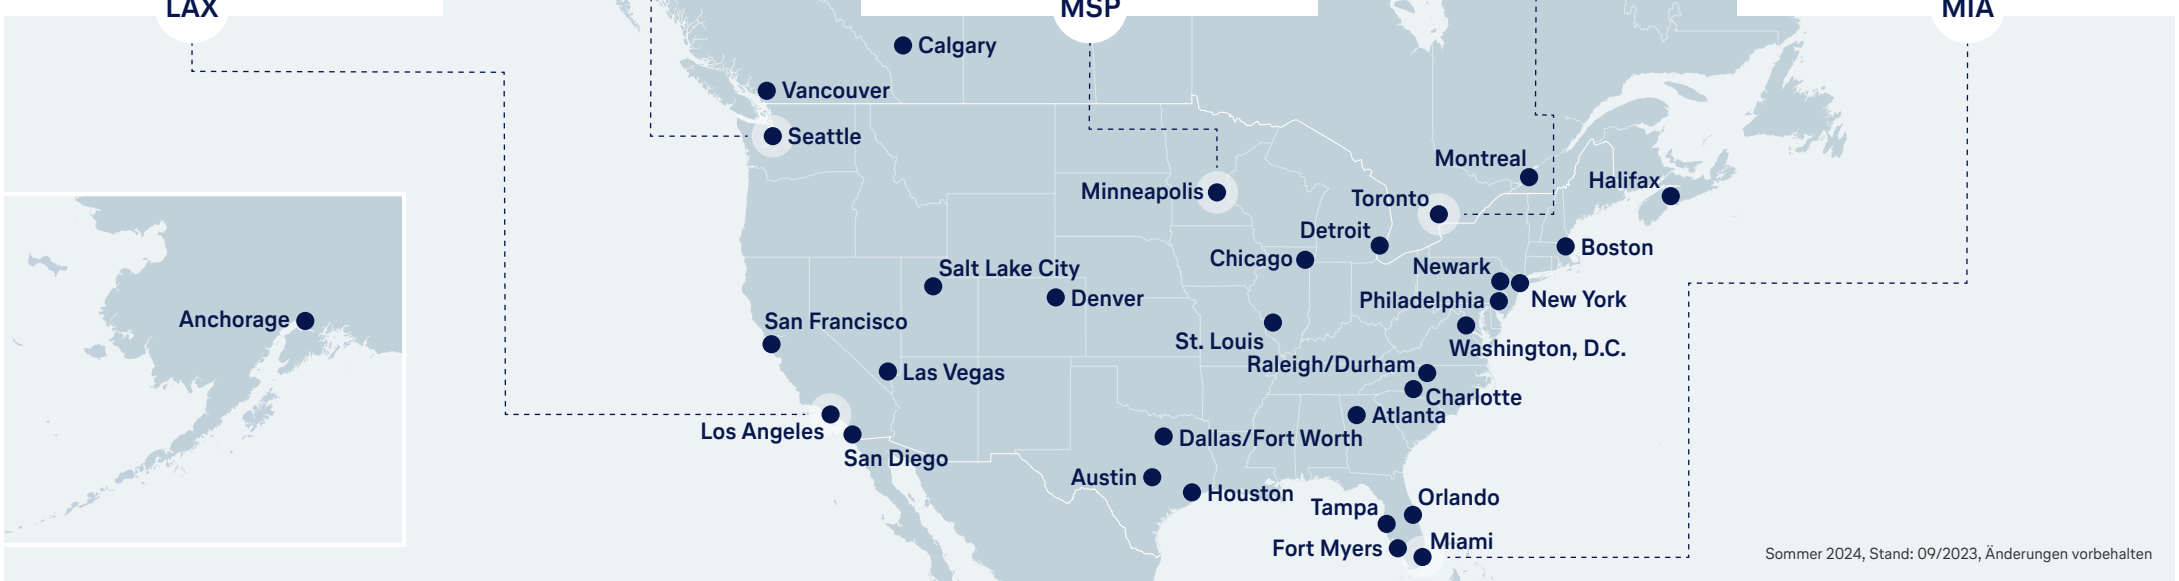 LAX
MSP
MIA
Calgary
Vancouver
Seattle
Montreal
Halifax
Minneapolis
Toronto
Detroit
Boston
Chicago
Newark
Salt Lake City
Denver
Philadelphia
New York
Anchorage
San Francisco
St. Louis
Washington, D.C.
Raleigh/Durham
Las Vegas
Charlotte
Atlanta
Los Angeles
Dallas/Fort Worth
San Diego
Austin
Houston
Orlando
Tampa
Miami
Fort Myers
Sommer 2024, Stand: 09/2023, Änderungen vorbehalten